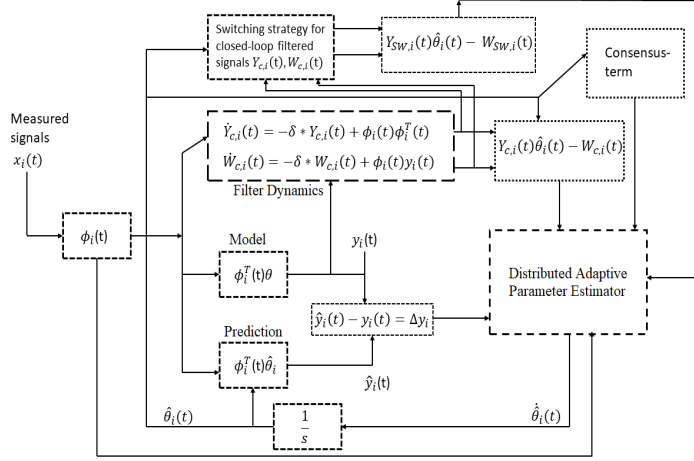 Switching strategy for
closed-loop filtered
signals Y_{c,i}(t), W_{c,i}(t)
Y_{SW,i}(t)θ̂_i(t) − W_{SW,i}(t)
Consensus-
term
Measured
signals
x_i(t)
Ẏ_{c,i}(t) = −δ * Y_{c,i}(t) + ϕ_i(t)ϕ_i^T(t)
Ẇ_{c,i}(t) = −δ * W_{c,i}(t) + ϕ_i(t)y_i(t)
Filter Dynamics
Y_{c,i}(t)θ̂_i(t) − W_{c,i}(t)
ϕ_i(t)
Model
y_i(t)
ϕ_i^T(t)θ
Distributed Adaptive
Parameter Estimator
ŷ_i(t) − y_i(t) = Δy_i
Prediction
ϕ_i^T(t)θ̂_i
ŷ_i(t)
θ̂_i(t)
1
s
θ̂̇_i(t)